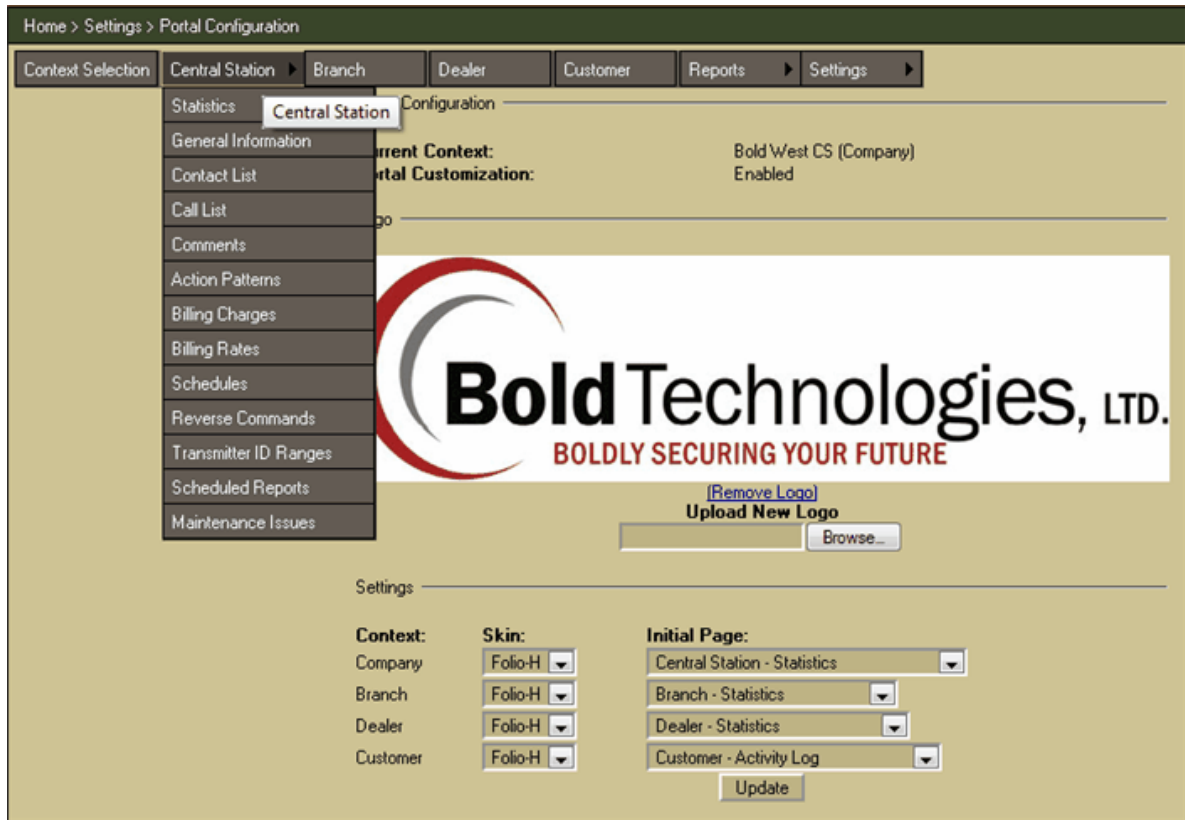 Home > Settings > Portal Configuration
Context Selection Central Station Branch Dealer Customer Reports Settings
Statistics
Central Station
Configuration
General Information
Bold West CS (Company)
rrent Context:
Contact List
rtal Customization:
Enabled
Call List
go
Comments
Action Patterns
Billing Charges
Billing Rates
Schedules
Reverse Commands
Transmitter ID Ranges
Scheduled Reports
Maintenance Issues
Bold Technologies, LTD.
BOLDLY SECURING YOUR FUTURE
(Remove Logo)
Upload New Logo
Browse...
Settings
Context: Skin: Initial Page:
Company Folio-H Central Station - Statistics
Branch Folio-H Branch - Statistics
Dealer Folio-H Dealer - Statistics
Customer Folio-H Customer - Activity Log
Update